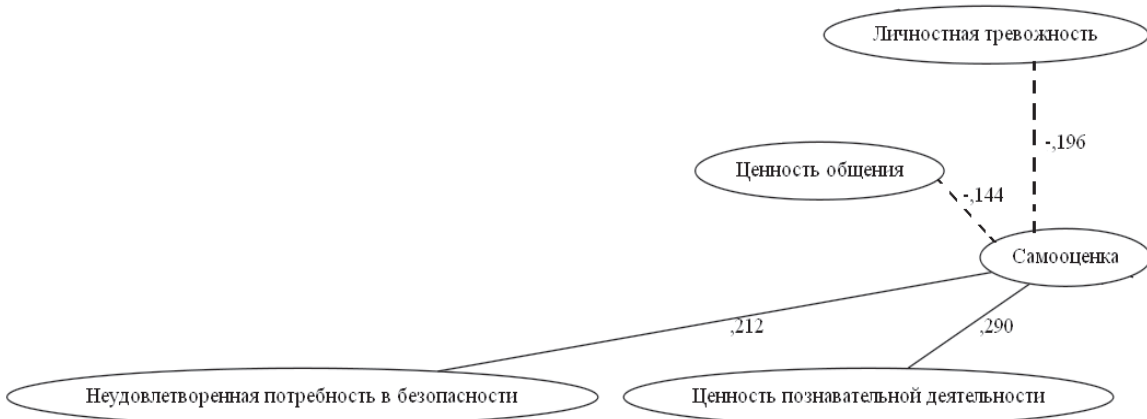 Личностная тревожность
-,196
Ценность общения
-,144
Самооценка
,212
,290
Неудовлетворенная потребность в безопасности
Ценность познавательной деятельности